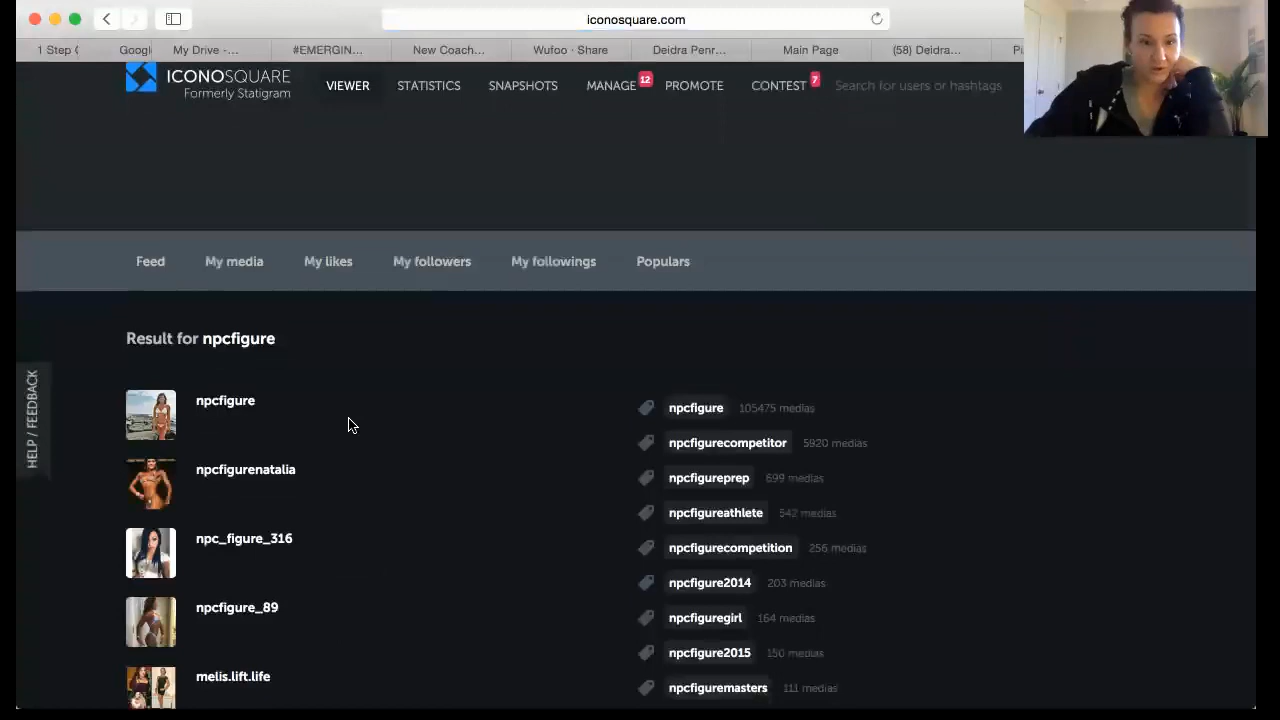 iconosquare.com
1 Step (
Googl
My Drive -...
#EMERGIN...
New Coach...
Wufoo · Share
Deidra Penr...
Main Page
(58) Deidra...
ICONOSQUARE
Formerly Statigram
VIEWER
STATISTICS
SNAPSHOTS
MANAGE 12
PROMOTE
CONTEST 7
Search for users or hashtags
Feed
My media
My likes
My followers
My followings
Populars
HELP / FEEDBACK
Result for npcfigure
npcfigure
npcfigurenatalia
npc_figure_316
npcfigure_89
melis.lift.life
npcfigure 105475 medias
npcfigurecompetitor 5920 medias
npcfigureprep 699 medias
npcfigureathlete 542 medias
npcfigurecompetition 256 medias
npcfigure2014 203 medias
npcfiguregirl 164 medias
npcfigure2015 150 medias
npcfiguremasters 111 medias